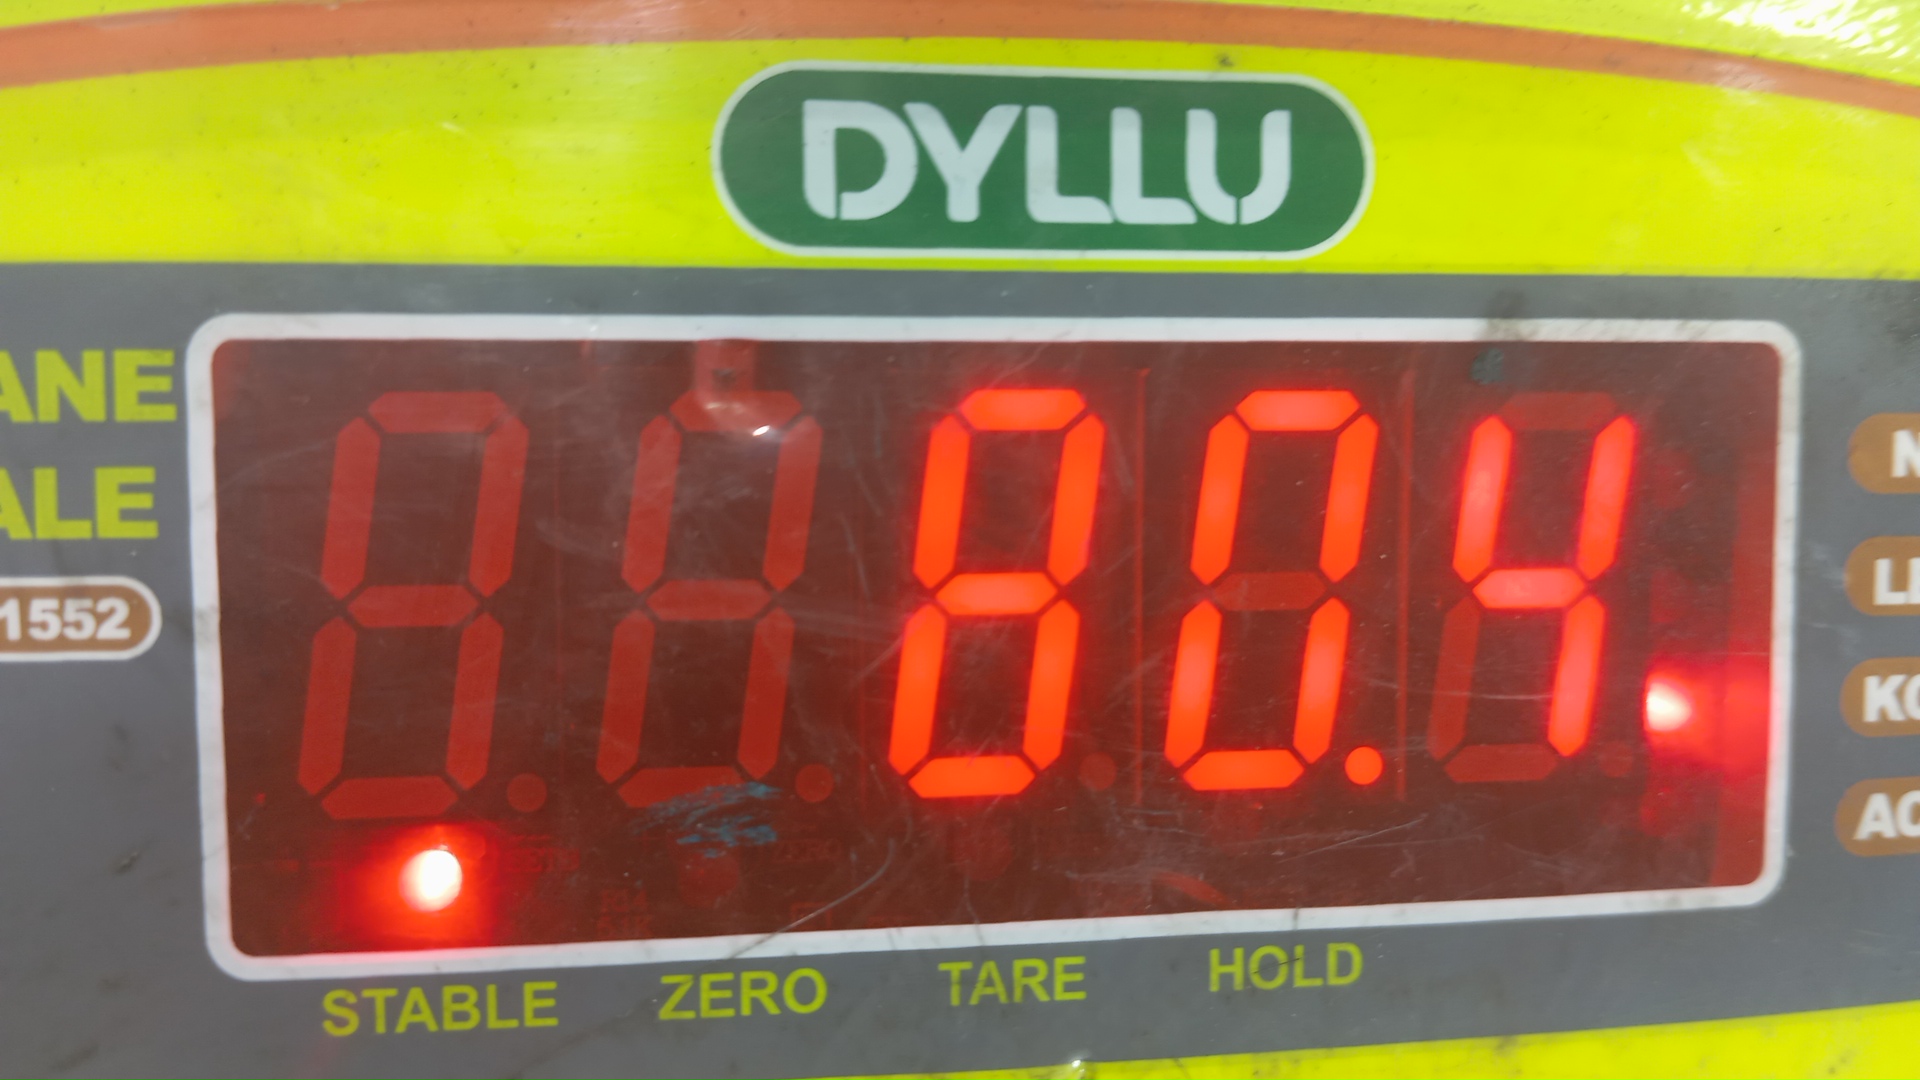 DYLLU
ANE
ALE
1552
80.4
STABLE ZERO TARE HOLD